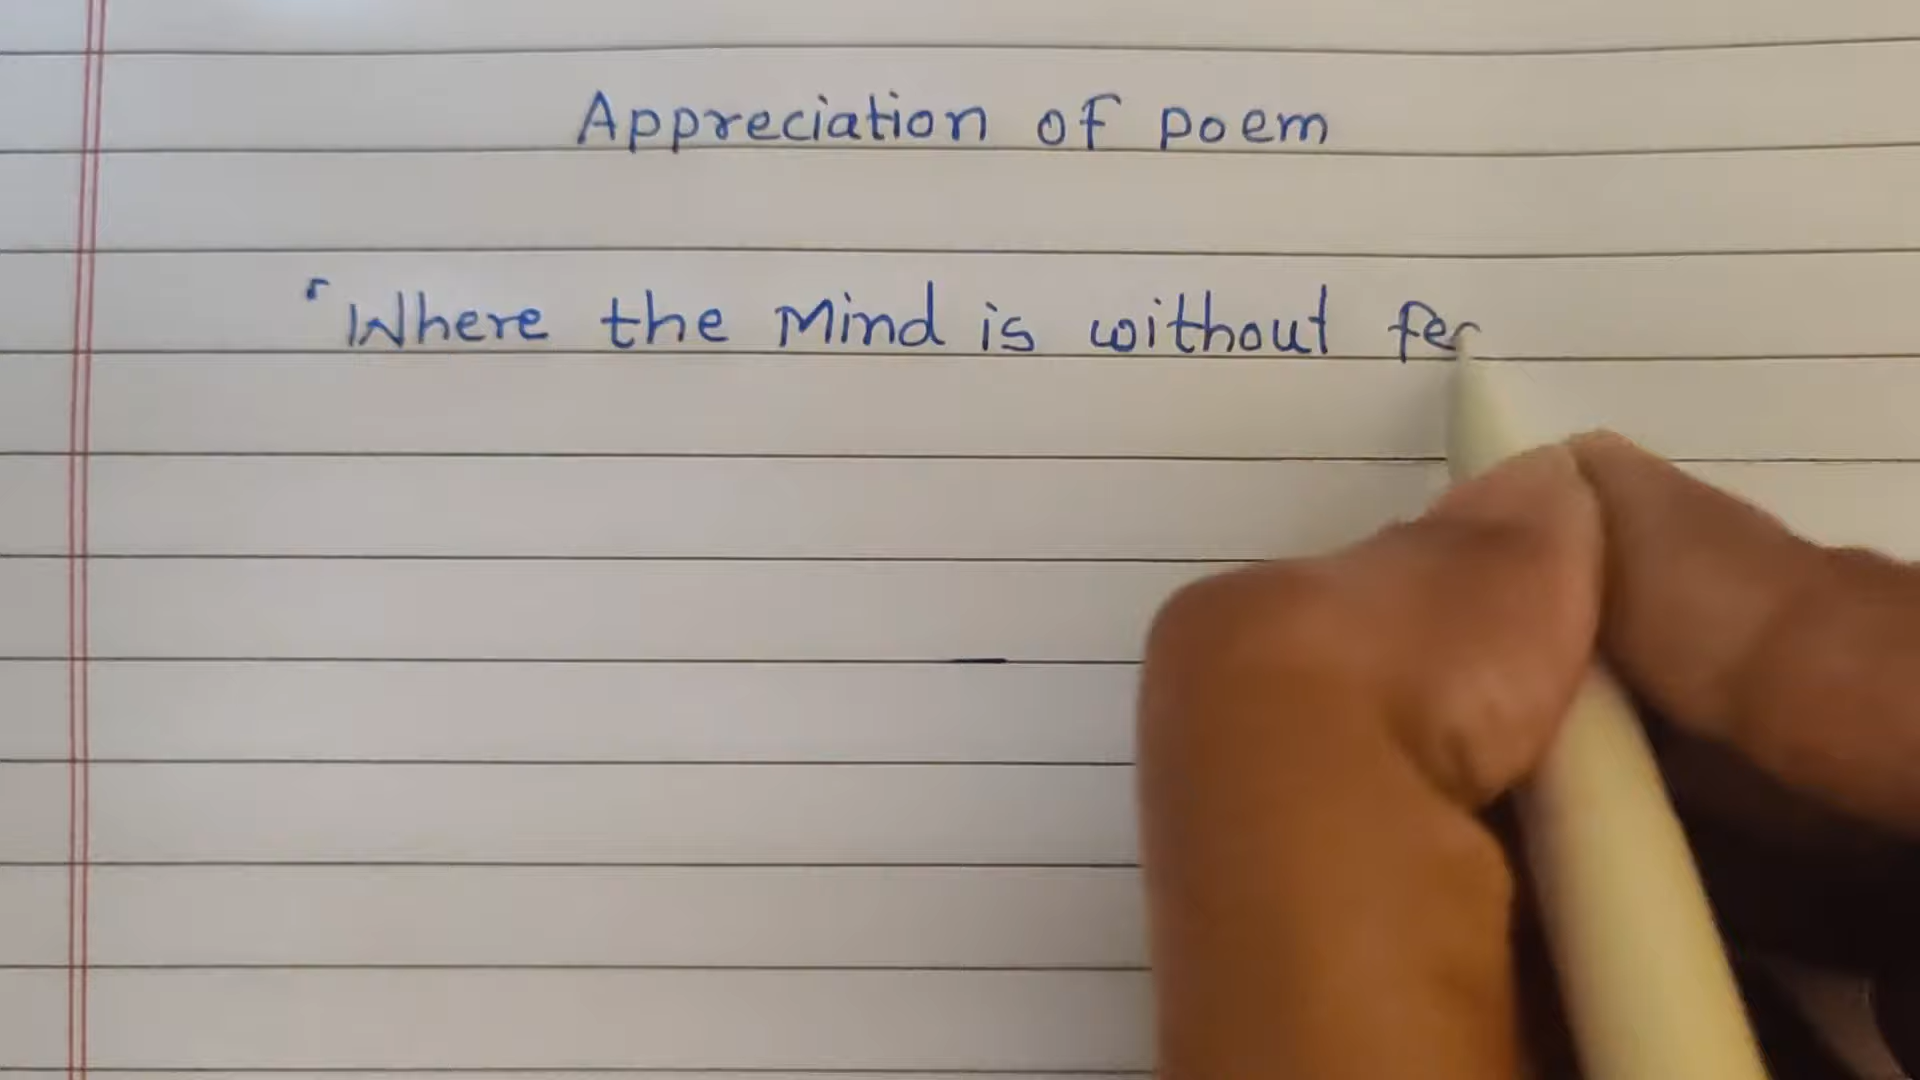 Appreciation of poem
"Where the Mind is without fe